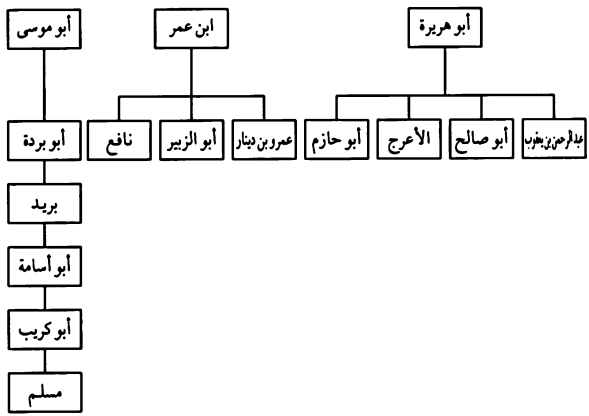 أبو هريرة
ابن عمر
أبو موسى
عبدالرحمن بن يعقوب
أبو صالح
الأعرج
أبو حازم
عمرو بن دينار
أبو الزبير
نافع
أبو بردة
بريد
أبو أسامة
أبو كريب
مسلم